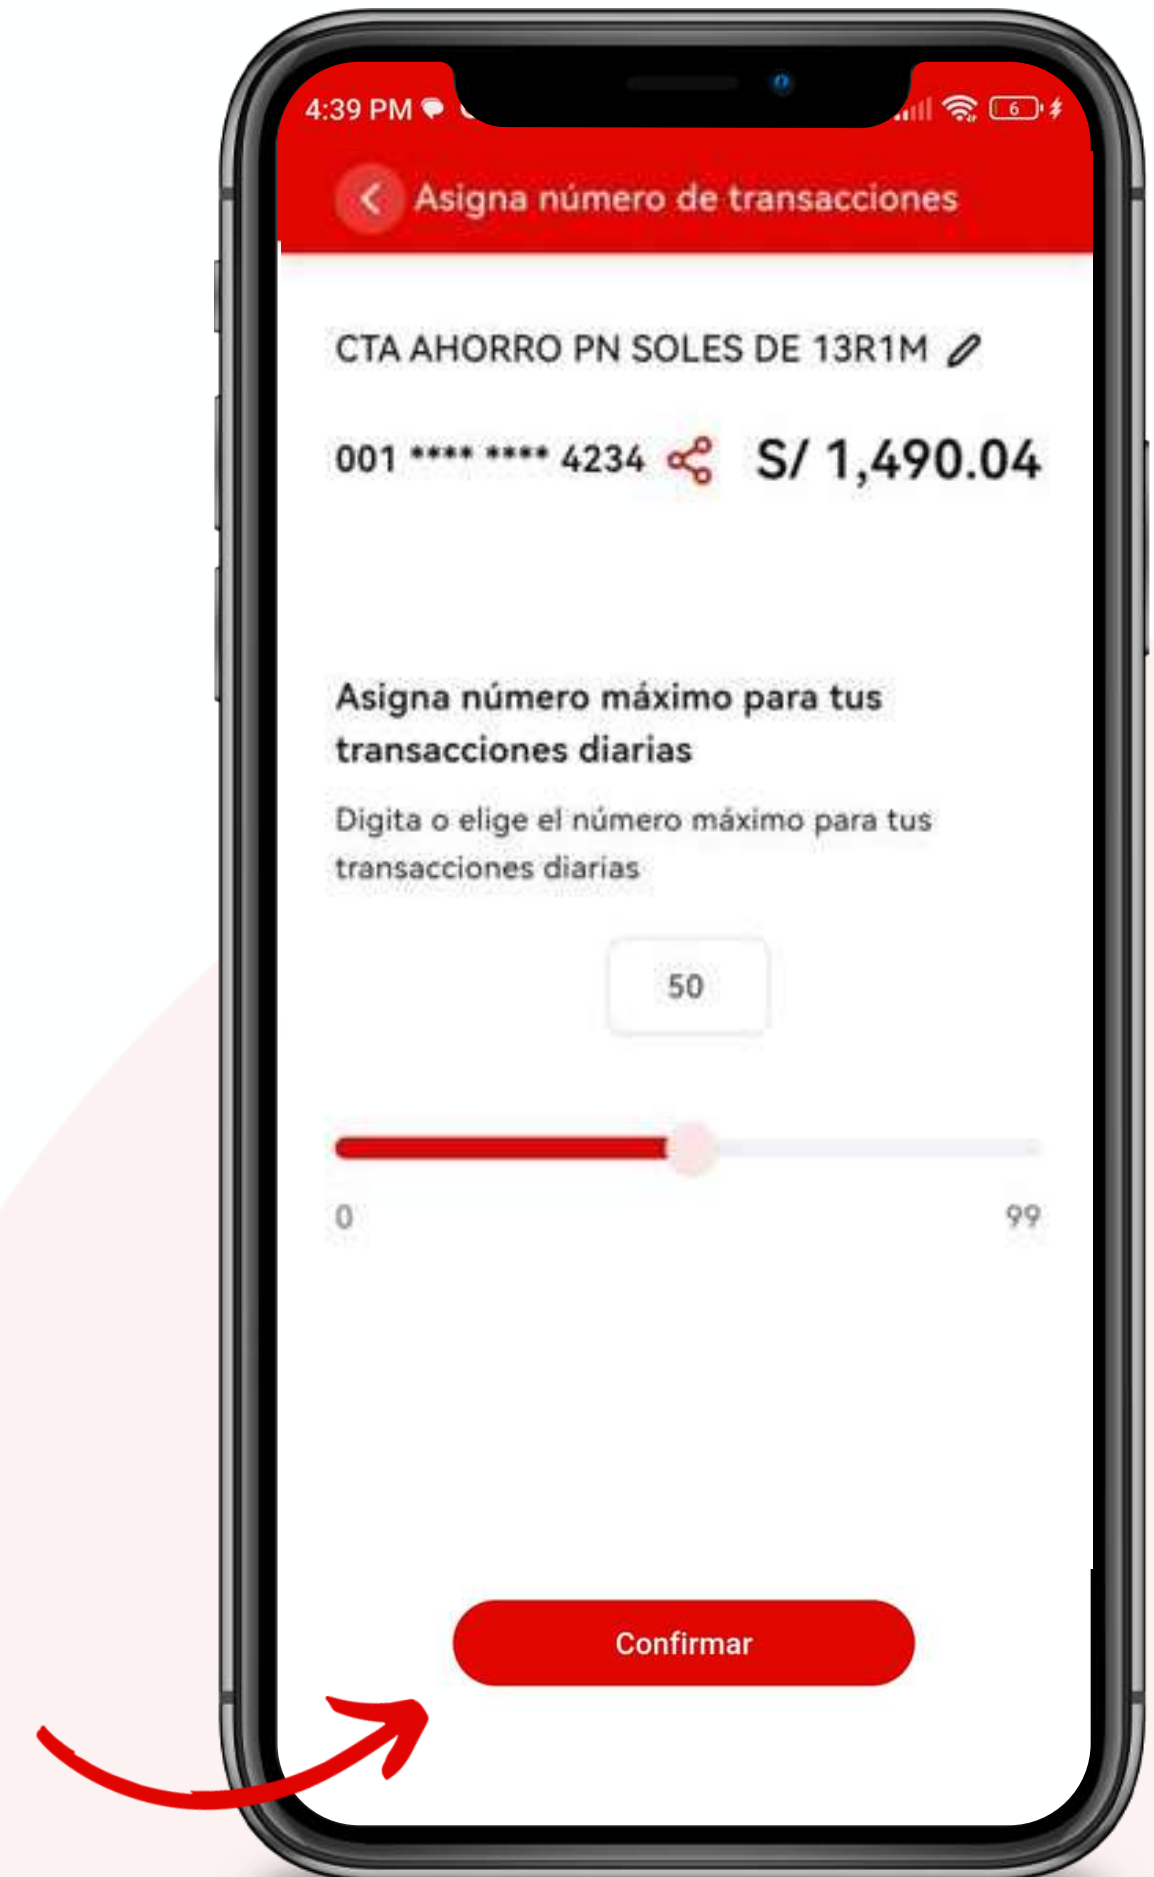 4:39 PM
6
Asigna número de transacciones
CTA AHORRO PN SOLES DE 13R1M
001 **** **** 4234 S/ 1,490.04
Asigna número máximo para tus
transacciones diarias
Digita o elige el número máximo para tus
transacciones diarias
50
0 99
Confirmar